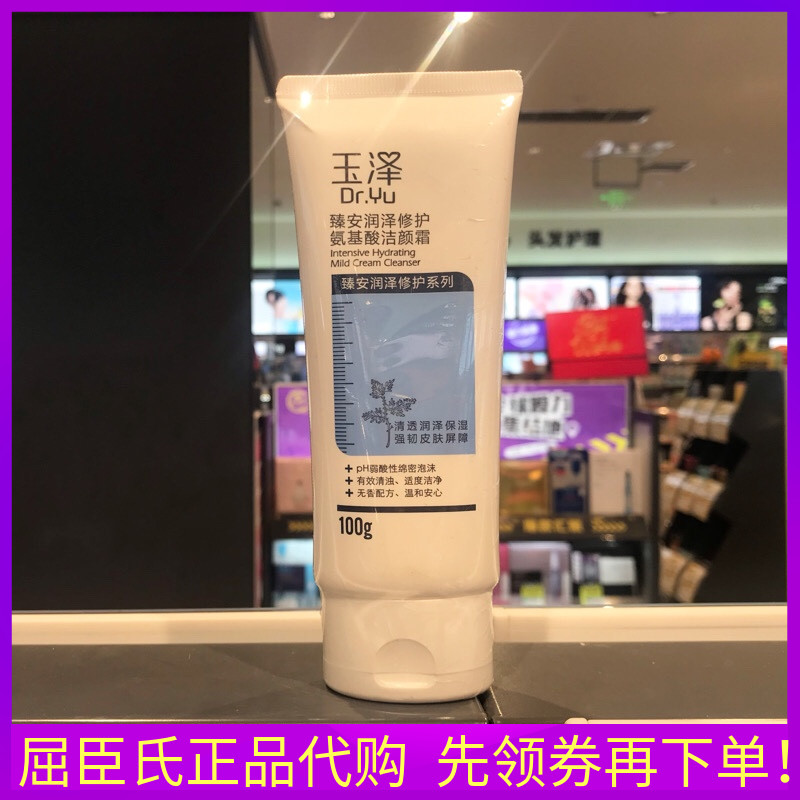 玉泽
Dr.Yu
臻安润泽修护
氨基酸洁颜霜
Intensive Hydrating
Mild Cream Cleanser
臻安润泽修护系列
清透润泽保湿
强韧皮肤屏障
+ pH弱酸性绵密泡沫
+ 有效清浊、适度洁净
+ 无香配方、温和安心
100g
头发护理
屈臣氏正品代购 先领券再下单！